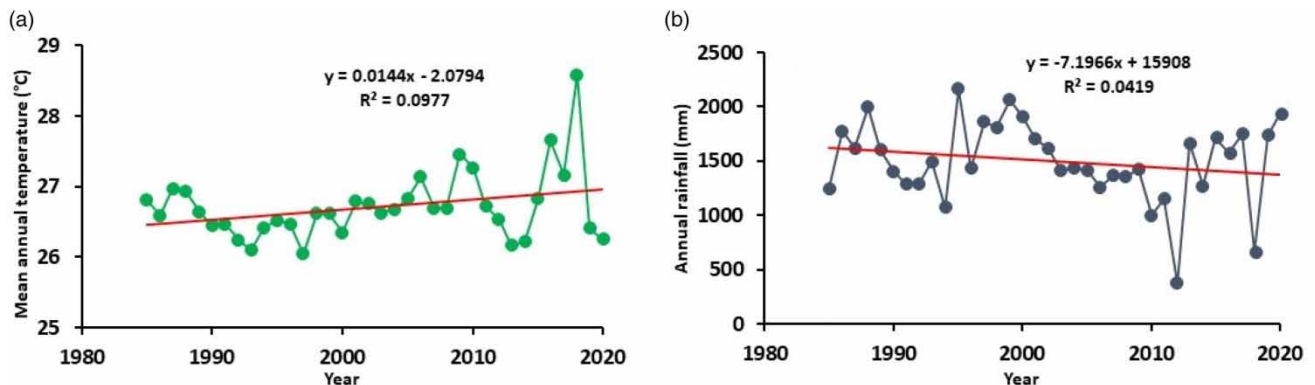 (a)
29
28
27
26
25
Mean annual temperature (°C)
y = 0.0144x - 2.0794
R² = 0.0977
1980
1990
2000
2010
2020
Year
(b)
2500
2000
1500
1000
500
0
Annual rainfall (mm)
y = -7.1966x + 15908
R² = 0.0419
1980
1990
2000
2010
2020
Year